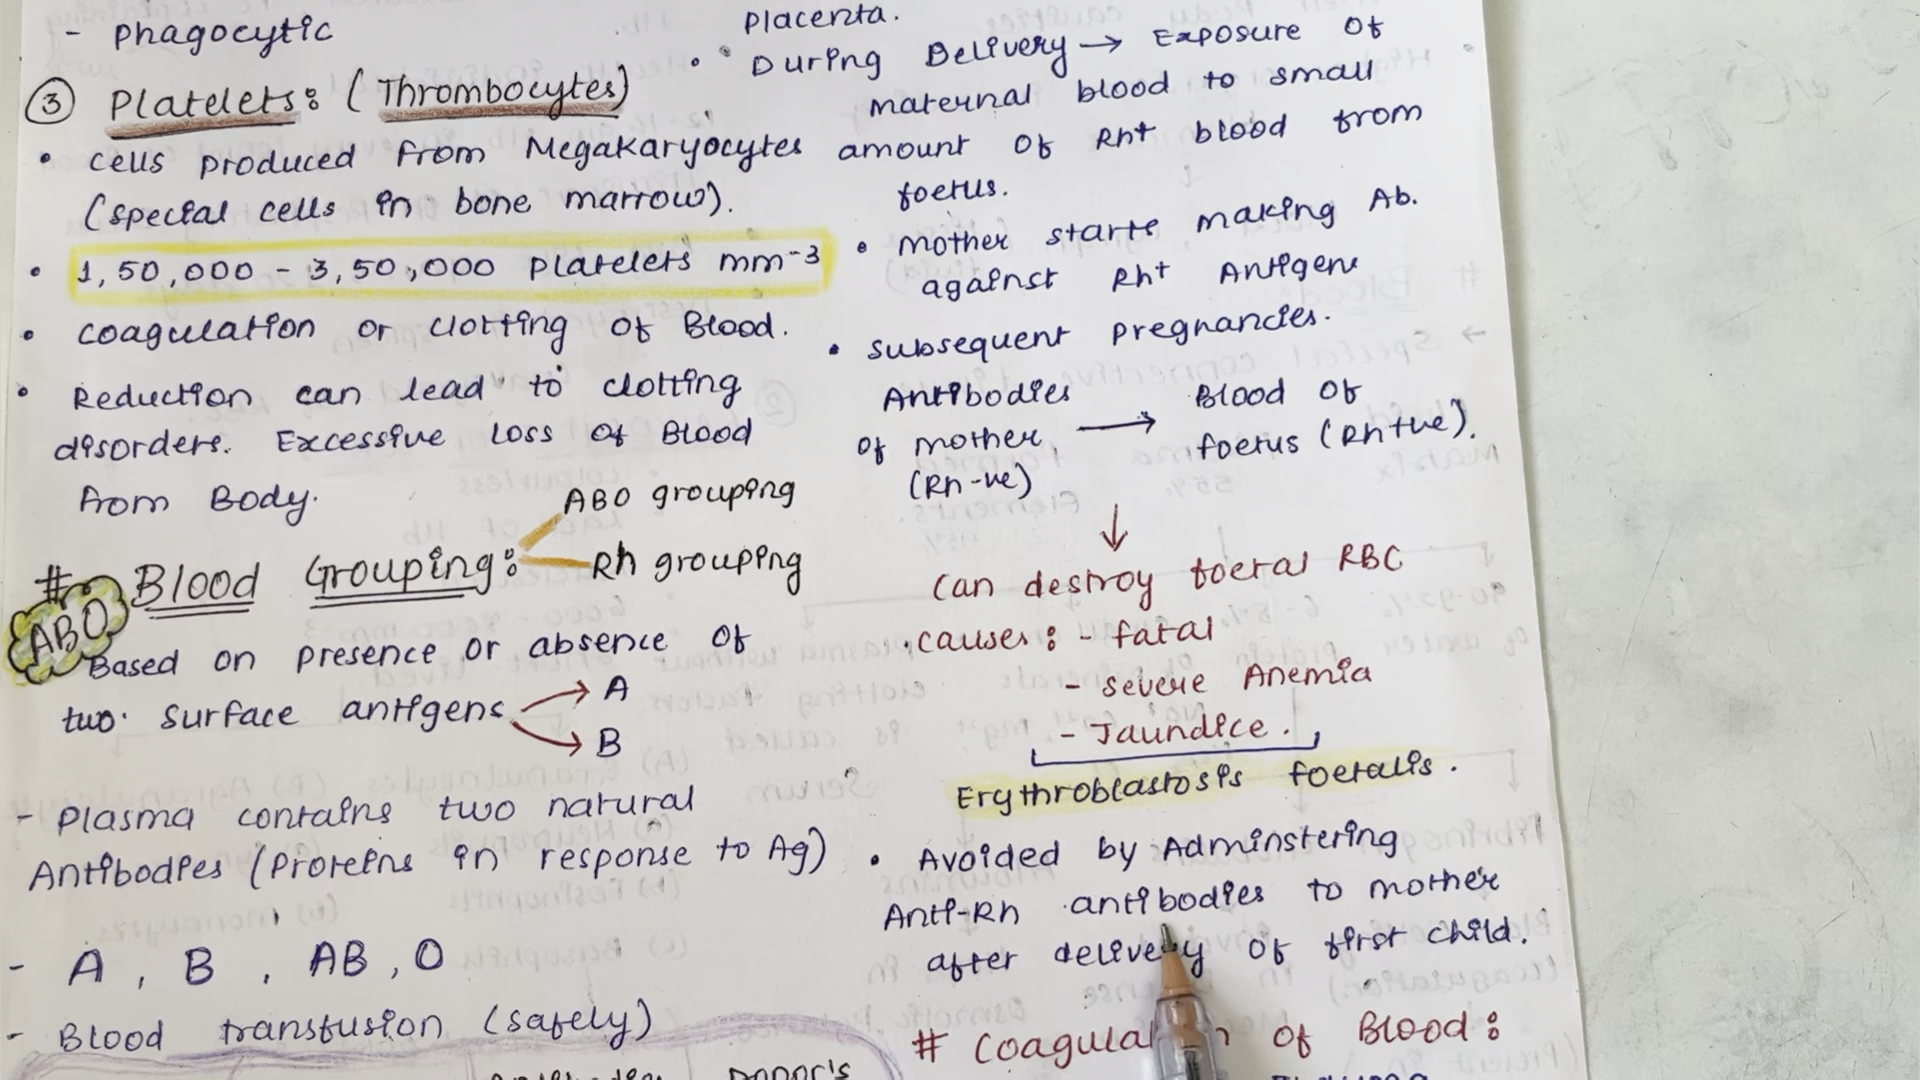 - Phagocytic
③ Platelets: (Thrombocytes)
• cells produced from Megakaryocytes
(special cells in bone marrow).
• 1,50,000 - 3,50,000 Platelets mm-3
• Coagulation or clotting of Blood.
• Reduction can lead to clotting
disorders. Excessive Loss of Blood
from Body.
# Blood Grouping:
ABO grouping
Rh grouping
ABO
Based on presence or absence of
two surface antigens
A
B
- Plasma contains two natural
Antibodies (Proteins in response to Ag)
- A, B, AB, O
- Blood transfusion (safely)
Donor's
Placenta.
• During Delivery → Exposure of
maternal blood to small
amount of Rh+ blood from
foetus.
• Mother starts making Ab.
against Rh+ Antigens
• Subsequent pregnancies.
Antibodies of mother (Rh-ve) → Blood of foetus (Rh+ve).
↓
can destroy foetal RBC
• causes: - fatal
- severe Anemia
- Jaundice.
Erythroblastosis foetalis.
• Avoided by Adminstering
Anti-Rh antibodies to mother
after delivery of first child.
# Coagula n of Blood: